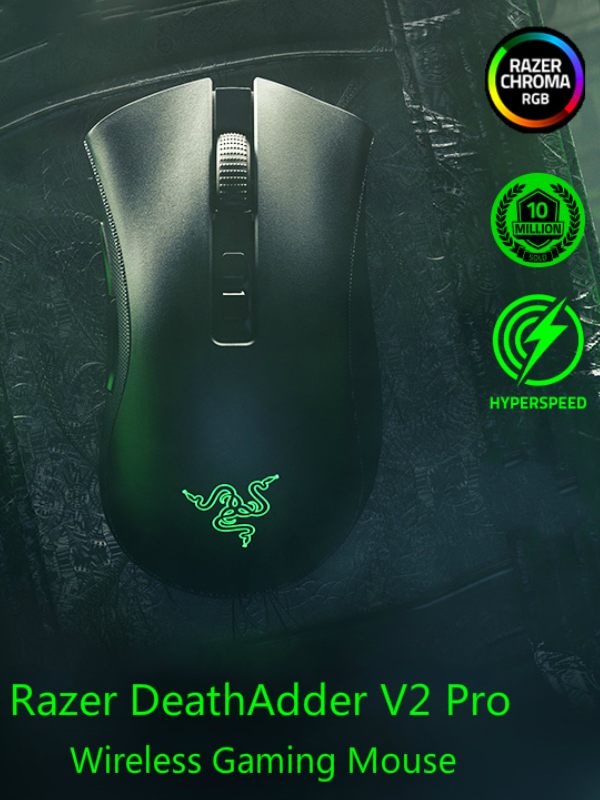 RAZER
CHROMA
RGB
10
MILLION
SOLD
HYPERSPEED
Razer DeathAdder V2 Pro
Wireless Gaming Mouse